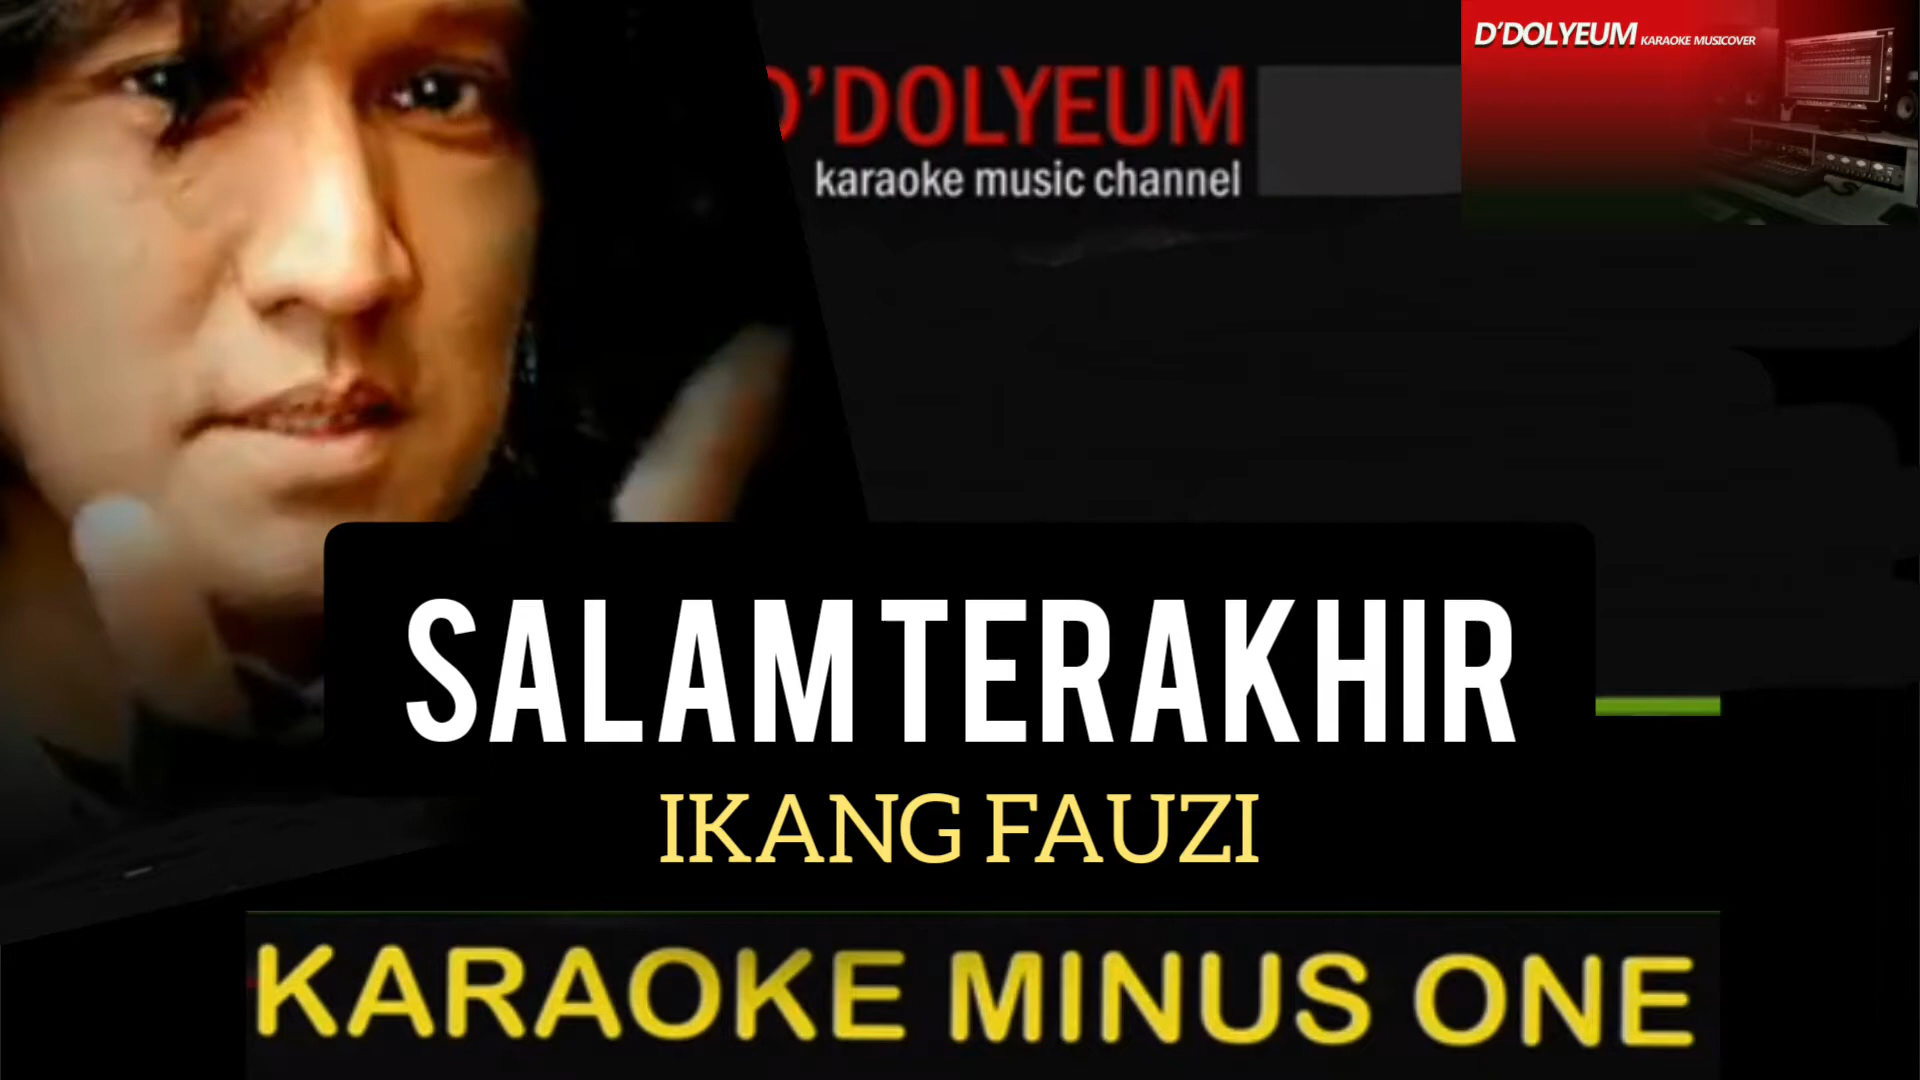 D'DOLYEUM KARAOKE MUSICOVER
D'DOLYEUM
karaoke music channel
SALAM TERAKHIR
IKANG FAUZI
KARAOKE MINUS ONE